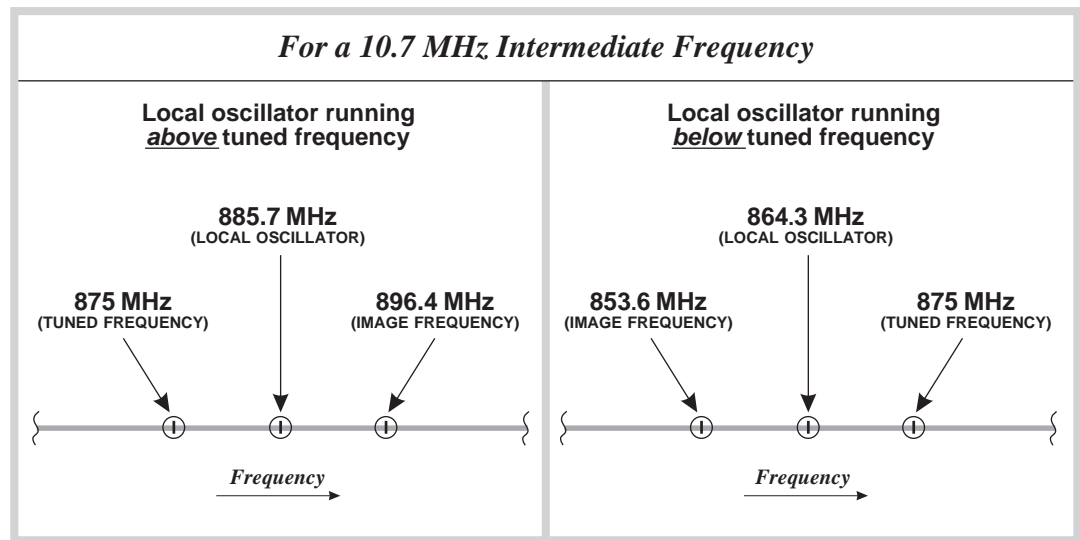 For a 10.7 MHz Intermediate Frequency
Local oscillator running
above tuned frequency
885.7 MHz
(LOCAL OSCILLATOR)
875 MHz
(TUNED FREQUENCY)
896.4 MHz
(IMAGE FREQUENCY)
Frequency
Local oscillator running
below tuned frequency
864.3 MHz
(LOCAL OSCILLATOR)
853.6 MHz
(IMAGE FREQUENCY)
875 MHz
(TUNED FREQUENCY)
Frequency